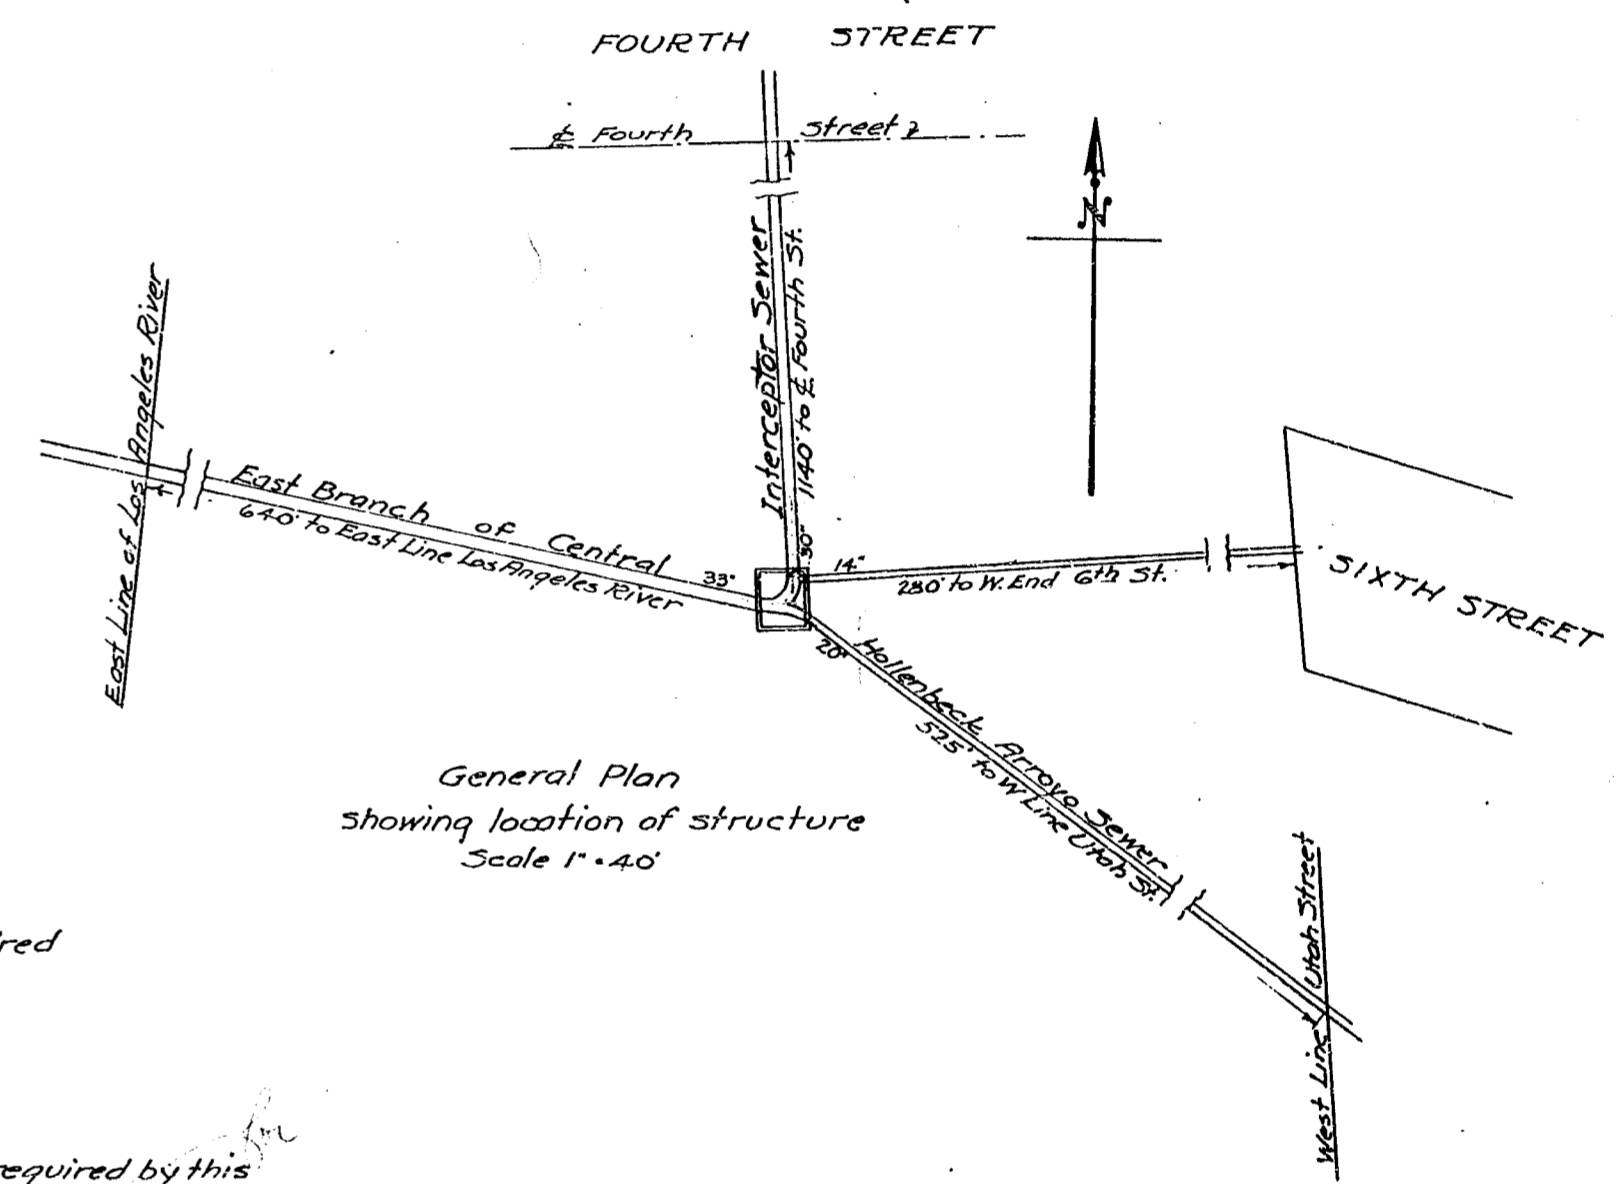 FOURTH STREET
℄ Fourth Street
N
Interceptor Sewer
1140' to ℄ Fourth St.
East Line of Los Angeles River
East Branch of Central
640' to East Line Los Angeles River
33"
30"
14"
280' to W. End 6th St.
SIXTH STREET
20"
Hollenbeck Arroyo Sewer
525' to W Line Utah St.
West Line Utah Street
General Plan
showing location of structure
Scale 1" = 40'
red
equired by this